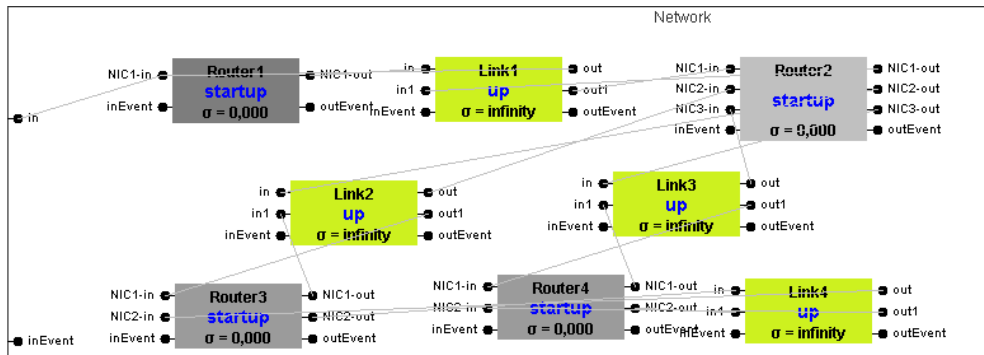 Network
NIC1-in Router1 NIC1-out
startup
inEvent σ = 0,000 outEvent
in Link1 out
in1 up out1
inEvent σ = infinity outEvent
NIC1-in Router2 NIC1-out
NIC2-in startup NIC2-out
NIC3-in NIC3-out
inEvent σ = 0,000 outEvent
in
in Link2 out
in1 up out1
inEvent σ = infinity outEvent
in Link3 out
in1 up out1
inEvent σ = infinity outEvent
NIC1-in Router3 NIC1-out
NIC2-in startup NIC2-out
inEvent σ = 0,000 outEvent
NIC1-in Router4 NIC1-out
NIC2-in startup NIC2-out
inEvent σ = 0,000 outEvent
in Link4 out
in1 up out1
inEvent σ = infinity outEvent
inEvent